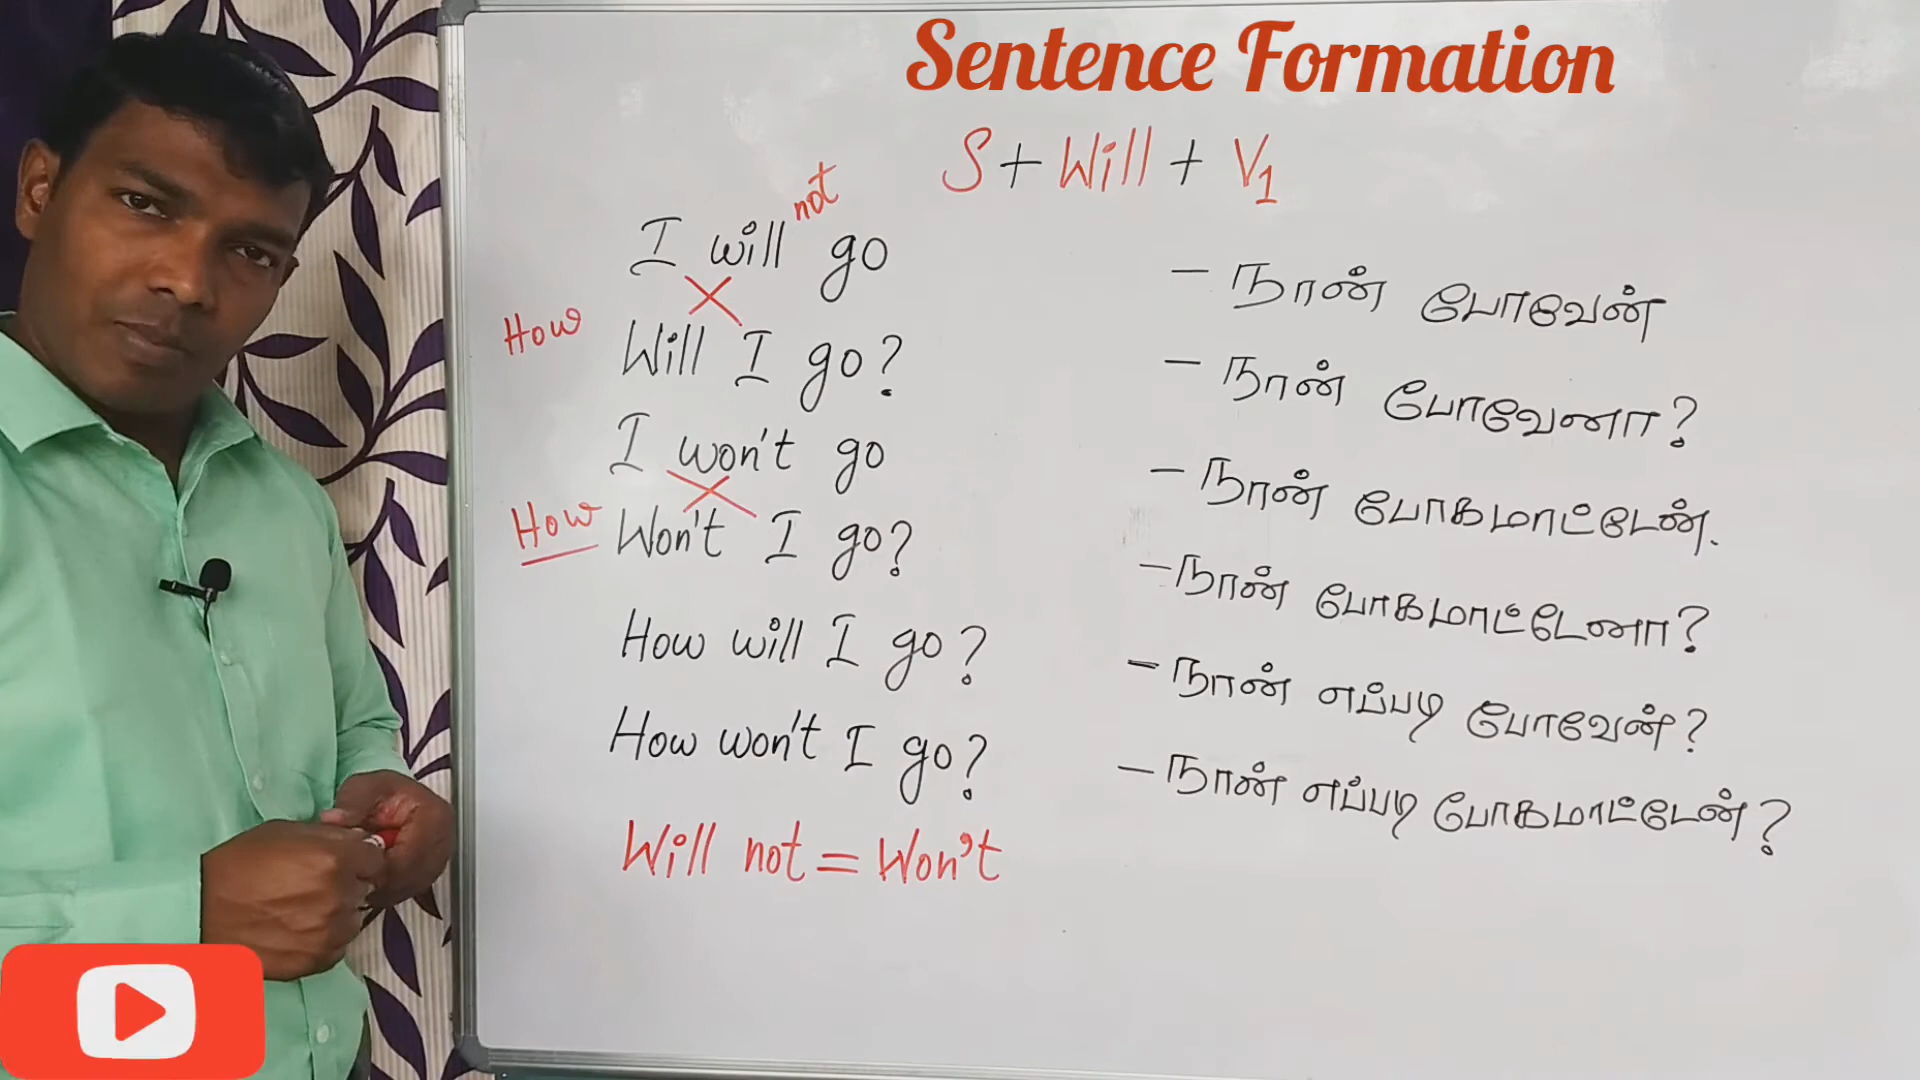 Sentence Formation
S + Will + V1
not
I will go - நான் போவேன்
How
Will I go? - நான் போவேனா?
I won't go - நான் போகமாட்டேன்.
How
Won't I go? - நான் போகமாட்டேனா?
How will I go? - நான் எப்படி போவேன்?
How won't I go? - நான் எப்படி போகமாட்டேன்?
Will not = Won't